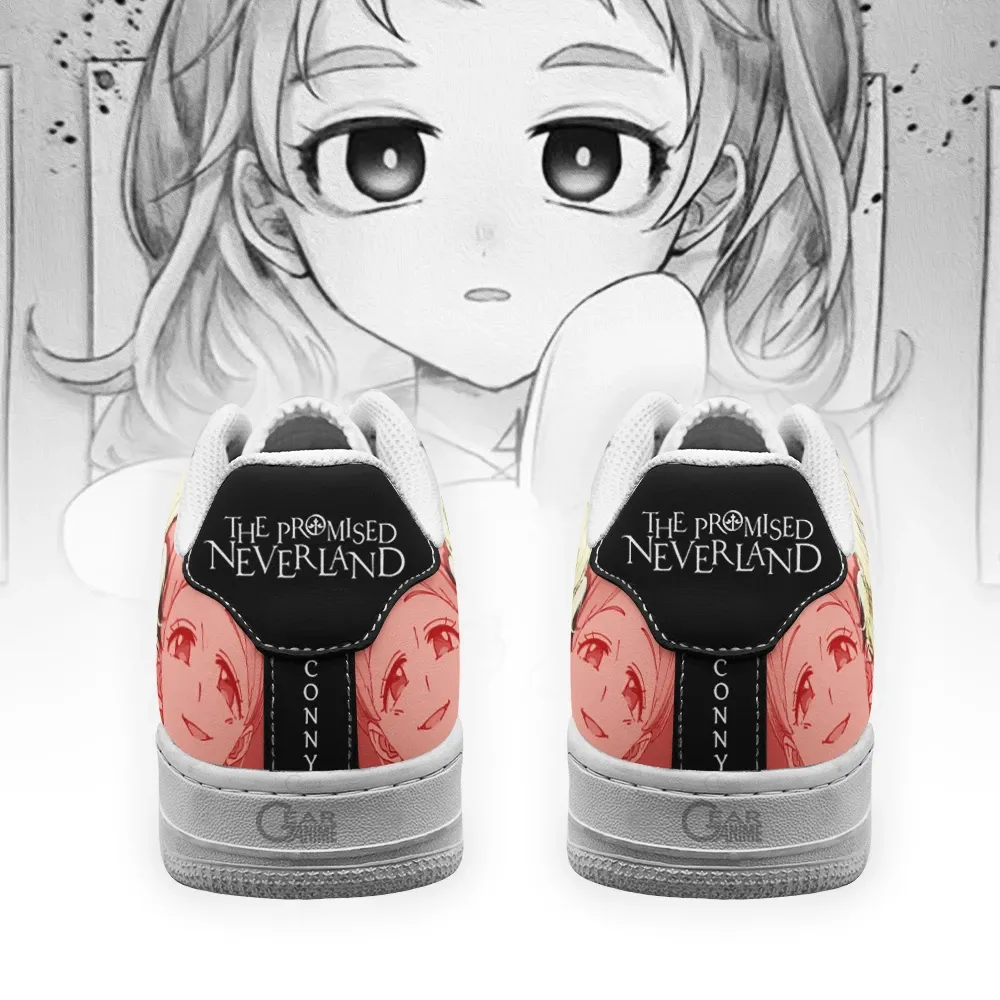 THE PROMISED
NEVERLAND
CONNY
GEAR
ANIME
THE PROMISED
NEVERLAND
CONNY
GEAR
ANIME